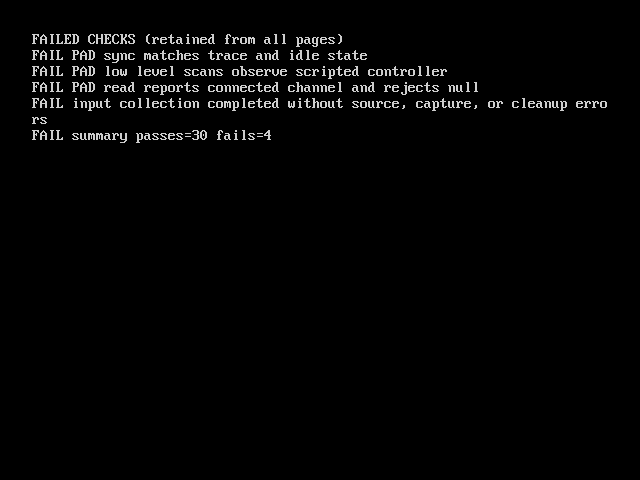 FAILED CHECKS (retained from all pages)
FAIL PAD sync matches trace and idle state
FAIL PAD low level scans observe scripted controller
FAIL PAD read reports connected channel and rejects null
FAIL input collection completed without source, capture, or cleanup erro
rs
FAIL summary passes=30 fails=4